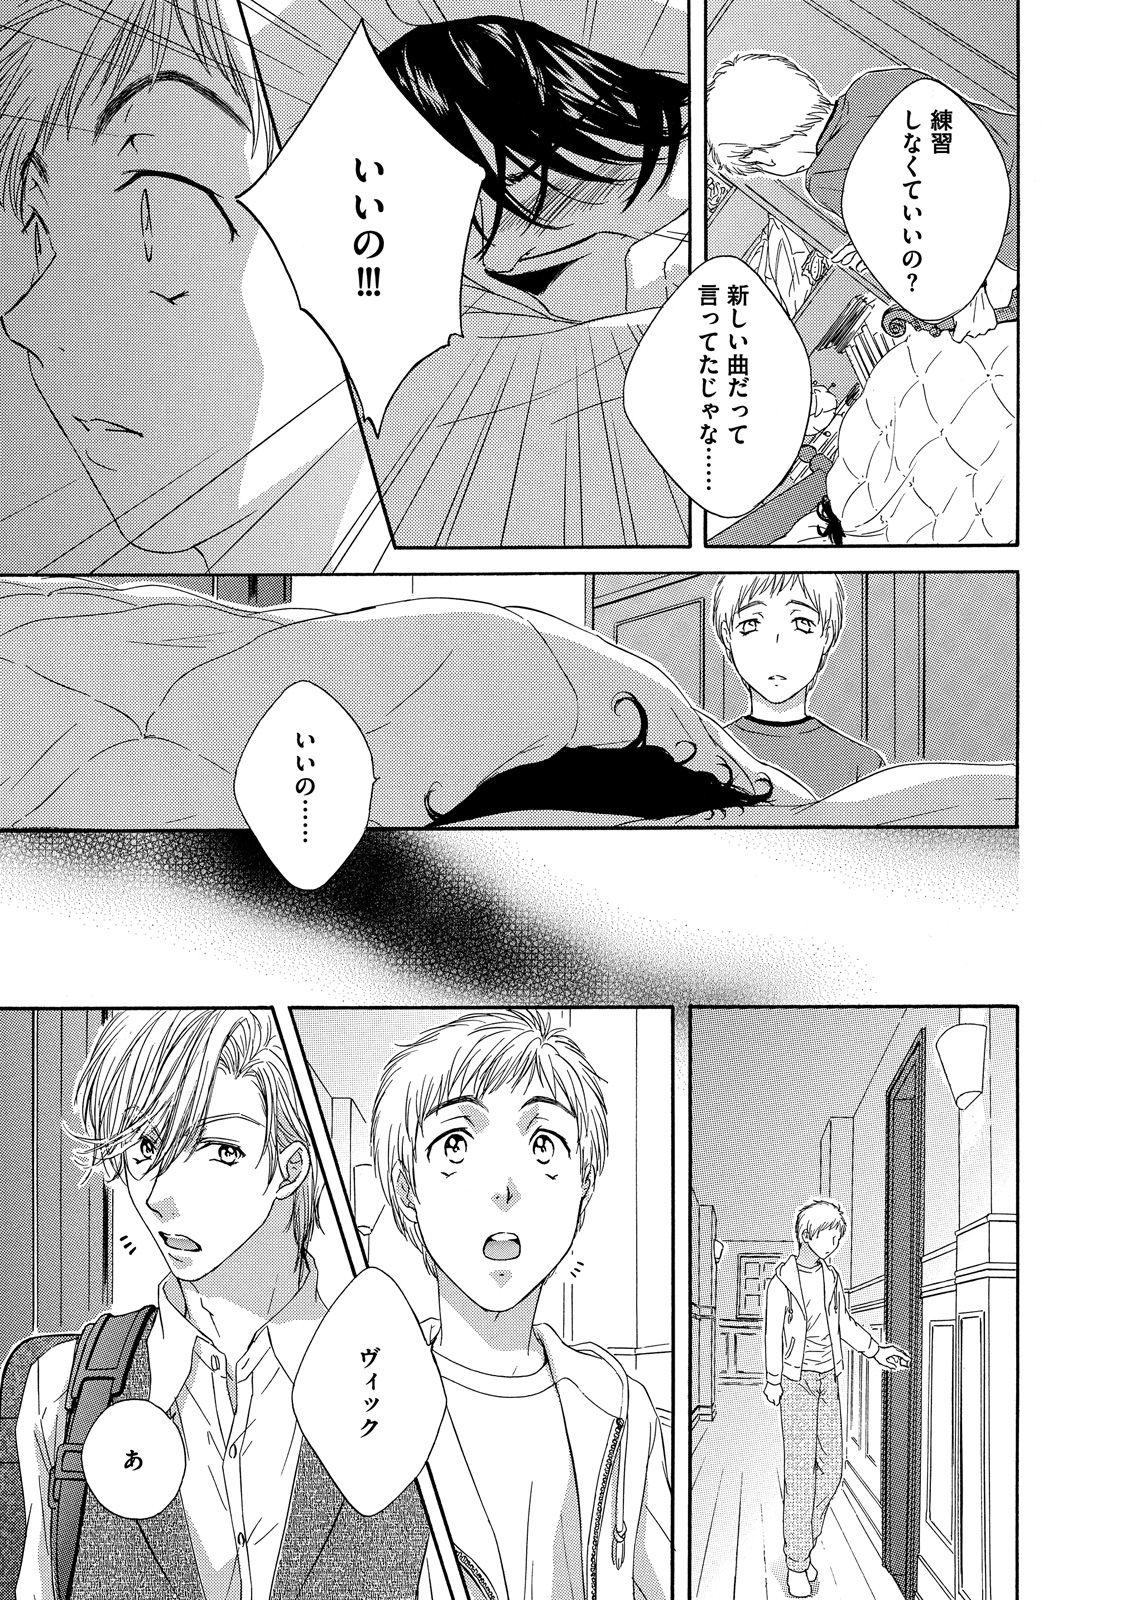 練習
しなくていいの?
新しい曲だって
言ってたじゃな……
いいの!!!
いいの……
ヴィック
あ